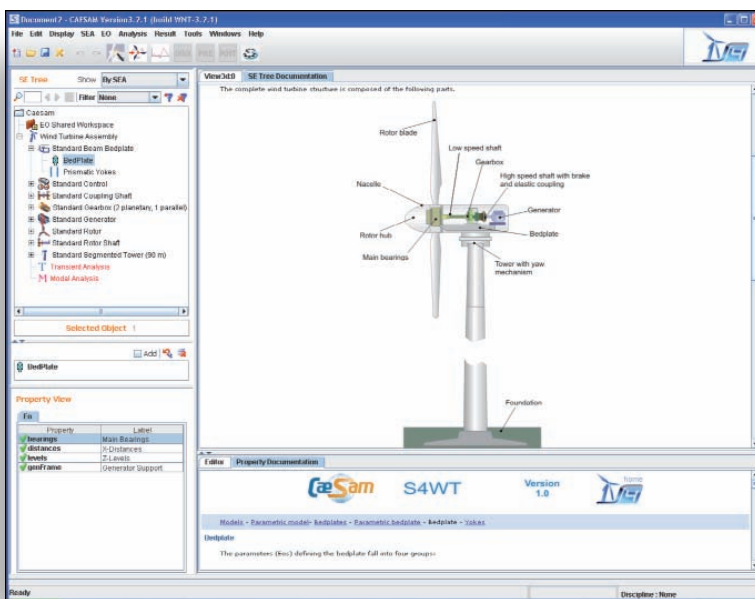 Document2 - CAESAM Version3.2.1 (build WNT-3.2.1)
File Edit Display SEA EO Analysis Result Tools Windows Help
SE Tree Show By SEA
Filter None
Caesam
EO Shared Workspace
Wind Turbine Assembly
Standard Beam Bedplate
BedPlate
Prismatic Yokes
Standard Control
Standard Coupling Shaft
Standard Gearbox (2 planetary, 1 parallel)
Standard Generator
Standard Rotor
Standard Rotor Shaft
Standard Segmented Tower (90 m)
Transient Analysis
Modal Analysis
Selected Object 1
Add
BedPlate
Property View
Property Label
bearings Main Bearings
distances X-Distances
levels Z-Levels
genFrame Generator Support
View3d:0 SE Tree Documentation
The complete wind turbine structure is composed of the following parts.
Rotor blade
Low speed shaft
Gearbox
High speed shaft with brake
and elastic coupling
Nacelle
Generator
Rotor hub
Bedplate
Main bearings
Tower with yaw
mechanism
Foundation
Editor Property Documentation
CaeSam S4WT Version
1.0
home
Models - Parametric model- Bedplates - Parametric bedplate - Bedplate - Yokes
Bedplate
The parameters (Eos) defining the bedplate fall into four groups:
Ready Discipline : None